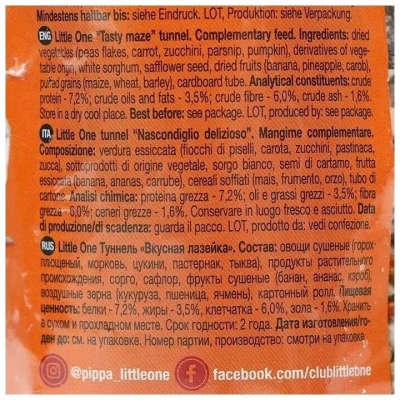 Mindestens haltbar bis: siehe Eindruck. LOT, Produktion: siehe Verpackung.
ENG Little One "Tasty maze" tunnel. Complementary feed. Ingredients: dried
vegetables (peas flakes, carrot, zucchini, parsnip, pumpkin), derivatives of vege-
table origin, white sorghum, safflower seed, dried fruits (banana, pineapple, carob),
puffed grains (maize, wheat, barley), cardboard tube. Analytical constituents: crude
protein - 7,2%; crude oils and fats - 3,5%; crude fibre - 6,0%, crude ash - 1,6%.
Store in a dry cool place. Best before: see package. LOT, produced by: see package.
ITA Little One tunnel "Nascondiglio delizioso". Mangime complementare.
Composizione: verdura essiccata (fiocchi di piselli, carota, zucchini, pastinaca,
zucca), sottoprodotti di origine vegetale, sorgo bianco, semi di cartamo, frutta
essicata (banana, ananas, carrube), cereali soffiati (mais, frumento, orzo), tubo di
cartone. Analisi chimica: proteina grezza - 7,2%; oli e grassi grezzi - 3,5%; fibre
grezza - 6,0%; ceneri grezze - 1,6%. Conservare in luogo fresco e asciutto. Data
di produzione/di scadenza: guarda il pacco. LOT, prodotto da: vedi confezione.
RUS Little One Туннель «Вкусная лазейка». Состав: овощи сушеные (горох
площеный, морковь, цукини, пастернак, тыква), продукты растительного
происхождения, сорго, сафлор, фрукты сушеные (банан, ананас, кэроб),
воздушные зерна (кукуруза, пшеница, ячмень), картонный ролл. Пищевая
ценность: белки - 7,2%, жиры - 3,5%, клетчатка - 6,0%, зола - 1,6%. Хранить
в сухом и прохладном месте. Срок годности: 2 года. Дата изготовления/го-
ден до: см. на упаковке. Номер партии, производство: смотри на упаковке.
@pippa_littleone
facebook.com/clublittleone